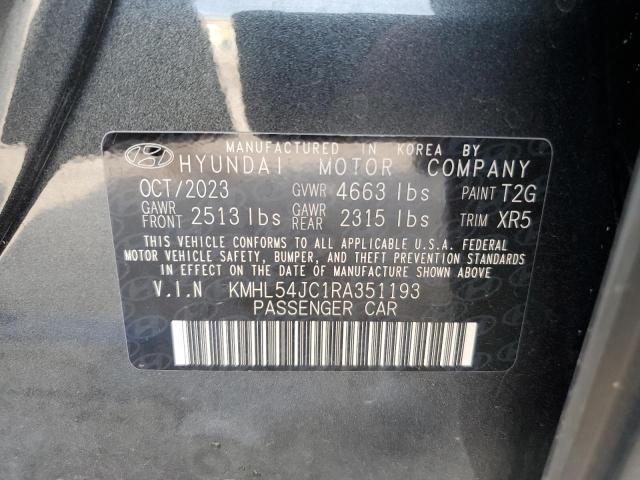 MANUFACTURED IN KOREA BY
HYUNDAI MOTOR COMPANY
OCT/2023 GVWR 4663 lbs PAINT T2G
GAWR FRONT 2513 lbs GAWR REAR 2315 lbs TRIM XR5
THIS VEHICLE CONFORMS TO ALL APPLICABLE U.S.A. FEDERAL
MOTOR VEHICLE SAFETY, BUMPER, AND THEFT PREVENTION STANDARDS
IN EFFECT ON THE DATE OF MANUFACTURE SHOWN ABOVE.
V.I.N KMHL54JC1RA351193
PASSENGER CAR